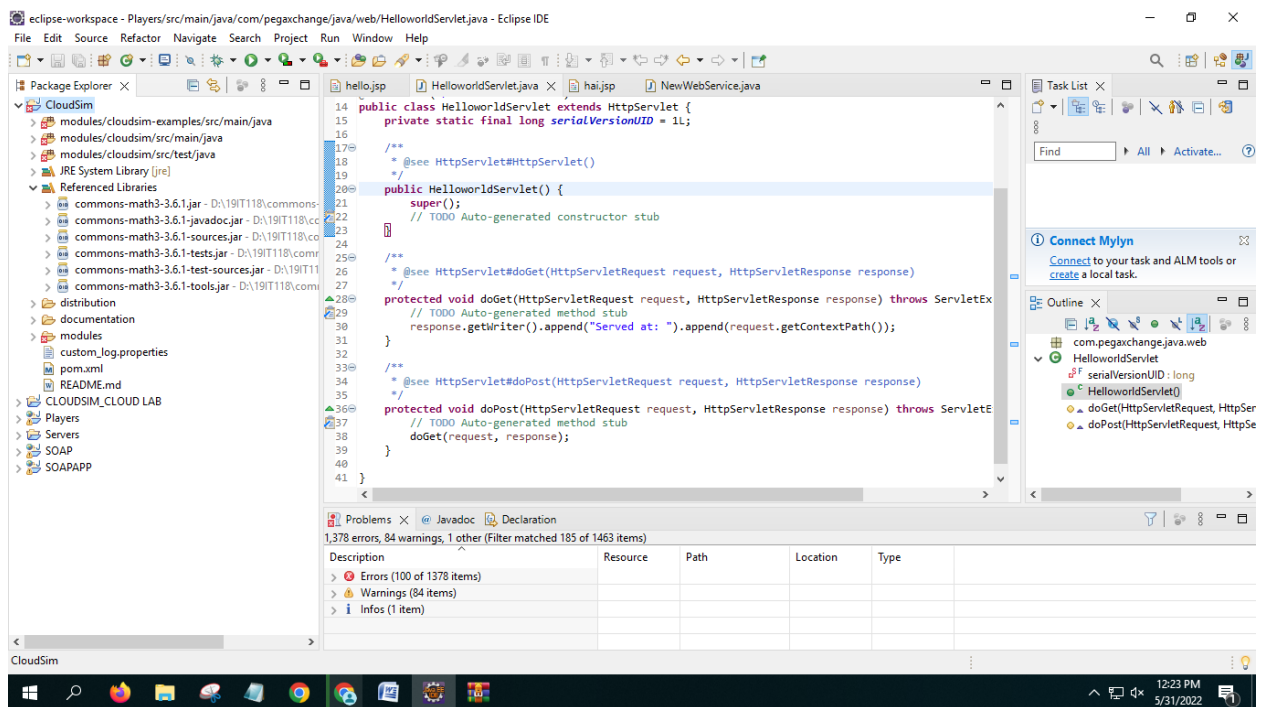 eclipse-workspace - Players/src/main/java/com/pegaxchange/java/web/HelloworldServlet.java - Eclipse IDE
File Edit Source Refactor Navigate Search Project Run Window Help
Package Explorer
CloudSim
modules/cloudsim-examples/src/main/java
modules/cloudsim/src/main/java
modules/cloudsim/src/test/java
JRE System Library [jre]
Referenced Libraries
commons-math3-3.6.1.jar - D:\19IT118\commons-
commons-math3-3.6.1-javadoc.jar - D:\19IT118\co
commons-math3-3.6.1-sources.jar - D:\19IT118\co
commons-math3-3.6.1-tests.jar - D:\19IT118\comr
commons-math3-3.6.1-test-sources.jar - D:\19IT11
commons-math3-3.6.1-tools.jar - D:\19IT118\com
distribution
documentation
modules
custom_log.properties
pom.xml
README.md
CLOUDSIM_CLOUD LAB
Players
Servers
SOAP
SOAPAPP
hello.jsp HelloworldServlet.java hai.jsp NewWebService.java
14 public class HelloworldServlet extends HttpServlet {
15 private static final long serialVersionUID = 1L;
16
17 /**
18 * @see HttpServlet#HttpServlet()
19 */
20 public HelloworldServlet() {
21 super();
22 // TODO Auto-generated constructor stub
23 }
24
25 /**
26 * @see HttpServlet#doGet(HttpServletRequest request, HttpServletResponse response)
27 */
28 protected void doGet(HttpServletRequest request, HttpServletResponse response) throws ServletEx
29 // TODO Auto-generated method stub
30 response.getWriter().append("Served at: ").append(request.getContextPath());
31 }
32
33 /**
34 * @see HttpServlet#doPost(HttpServletRequest request, HttpServletResponse response)
35 */
36 protected void doPost(HttpServletRequest request, HttpServletResponse response) throws ServletE
37 // TODO Auto-generated method stub
38 doGet(request, response);
39 }
40
41 }
Task List
Find All Activate...
Connect Mylyn
Connect to your task and ALM tools or
create a local task.
Outline
com.pegaxchange.java.web
HelloworldServlet
serialVersionUID : long
HelloworldServlet()
doGet(HttpServletRequest, HttpSer
doPost(HttpServletRequest, HttpSe
Problems Javadoc Declaration
1,378 errors, 84 warnings, 1 other (Filter matched 185 of 1463 items)
Description Resource Path Location Type
Errors (100 of 1378 items)
Warnings (84 items)
Infos (1 item)
CloudSim
12:23 PM
5/31/2022